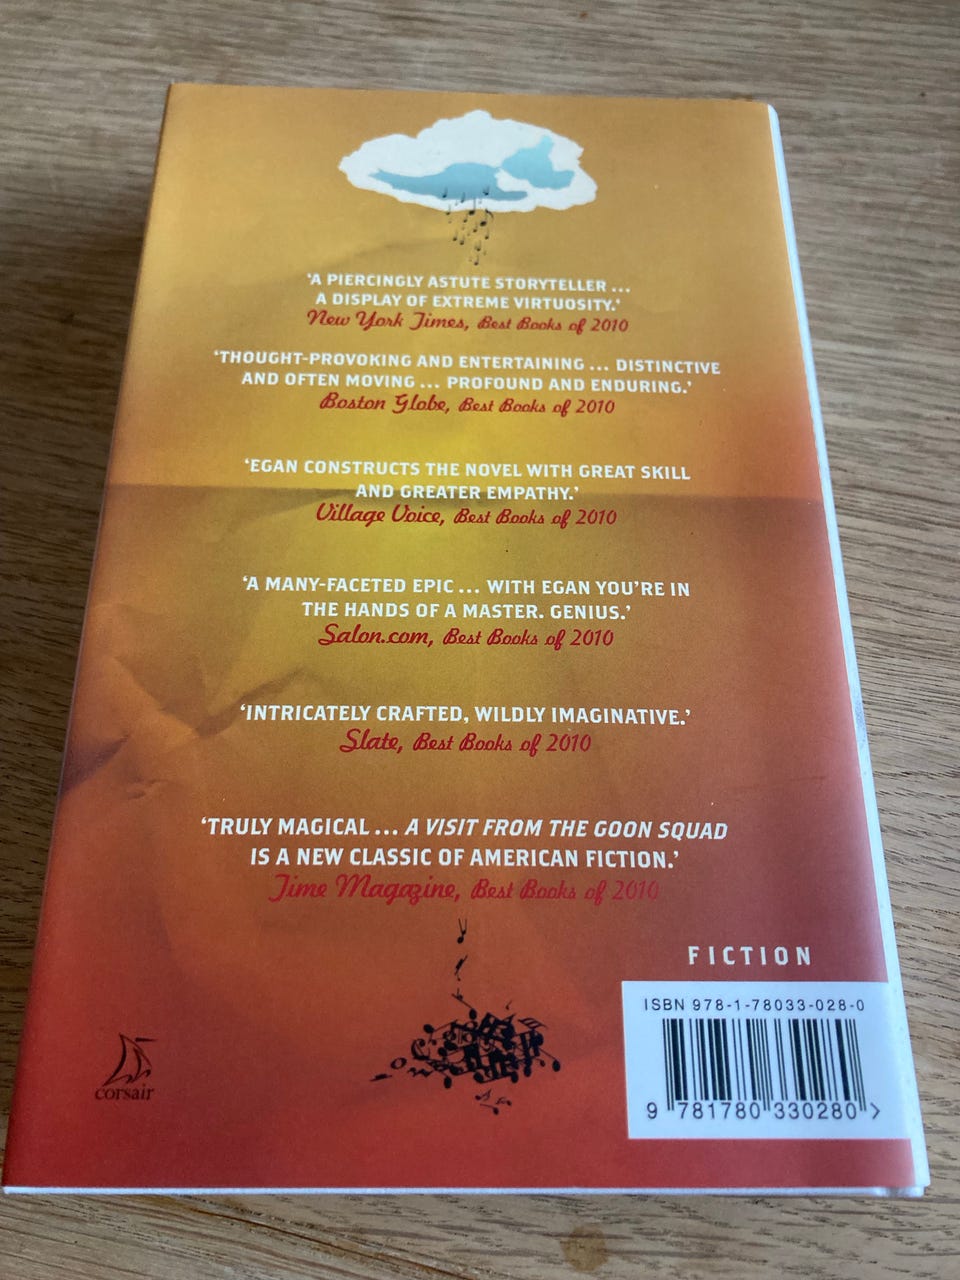 ‘A PIERCINGLY ASTUTE STORYTELLER ...
A DISPLAY OF EXTREME VIRTUOSITY.’
New York Times, Best Books of 2010
‘THOUGHT-PROVOKING AND ENTERTAINING ... DISTINCTIVE
AND OFTEN MOVING ... PROFOUND AND ENDURING.’
Boston Globe, Best Books of 2010
‘EGAN CONSTRUCTS THE NOVEL WITH GREAT SKILL
AND GREATER EMPATHY.’
Village Voice, Best Books of 2010
‘A MANY-FACETED EPIC ... WITH EGAN YOU’RE IN
THE HANDS OF A MASTER. GENIUS.’
Salon.com, Best Books of 2010
‘INTRICATELY CRAFTED, WILDLY IMAGINATIVE.’
Slate, Best Books of 2010
‘TRULY MAGICAL ... A VISIT FROM THE GOON SQUAD
IS A NEW CLASSIC OF AMERICAN FICTION.’
Time Magazine, Best Books of 2010
FICTION
ISBN 978-1-78033-028-0
9 781780 330280 >
corsair